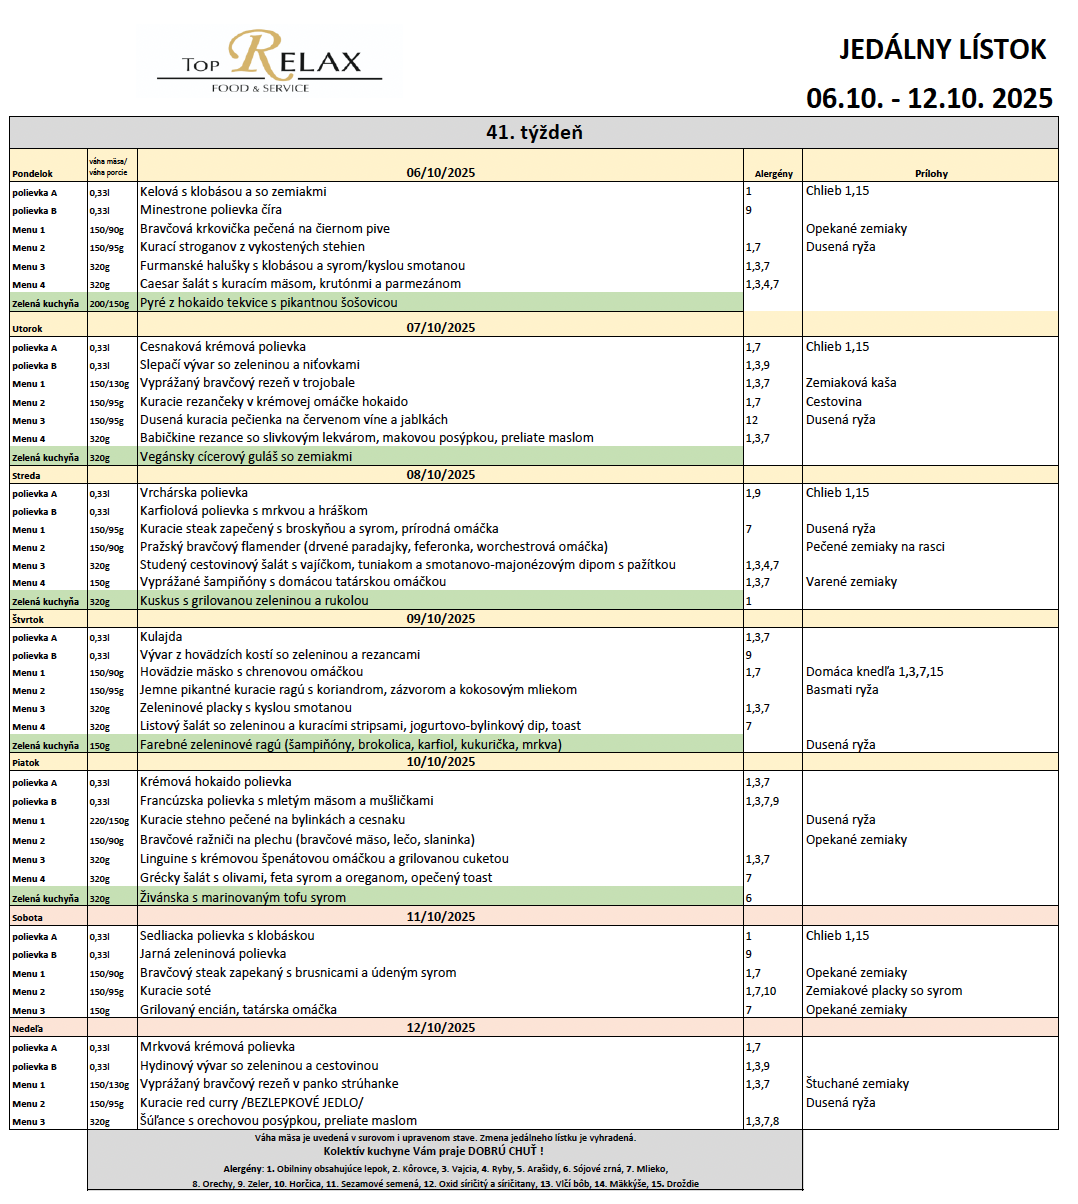 TOP RELAX
FOOD & SERVICE
JEDÁLNY LÍSTOK
06.10. - 12.10. 2025
41. týždeň
Pondelok váha mäsa/ váha porcie 06/10/2025 Alergény Prílohy
polievka A 0,33l Kelová s klobásou a so zemiakmi 1 Chlieb 1,15
polievka B 0,33l Minestrone polievka číra 9
Menu 1 150/90g Bravčová krkovička pečená na čiernom pive Opekané zemiaky
Menu 2 150/95g Kurací stroganov z vykostených stehien 1,7 Dusená ryža
Menu 3 320g Furmanské halušky s klobásou a syrom/kyslou smotanou 1,3,7
Menu 4 320g Caesar šalát s kuracím mäsom, krutónmi a parmezánom 1,3,4,7
Zelená kuchyňa 200/150g Pyré z hokaido tekvice s pikantnou šošovicou
Utorok 07/10/2025
polievka A 0,33l Cesnaková krémová polievka 1,7 Chlieb 1,15
polievka B 0,33l Slepačí vývar so zeleninou a niťovkami 1,3,9
Menu 1 150/130g Vyprážaný bravčový rezeň v trojobale 1,3,7 Zemiaková kaša
Menu 2 150/95g Kuracie rezančeky v krémovej omáčke hokaido 1,7 Cestovina
Menu 3 150/95g Dusená kuracia pečienka na červenom víne a jablkách 12 Dusená ryža
Menu 4 320g Babičkine rezance so slivkovým lekvárom, makovou posýpkou, preliate maslom 1,3,7
Zelená kuchyňa 320g Vegánsky cícerový guláš so zemiakmi
Streda 08/10/2025
polievka A 0,33l Vrchárska polievka 1,9 Chlieb 1,15
polievka B 0,33l Karfiolová polievka s mrkvou a hráškom
Menu 1 150/95g Kuracie steak zapečený s broskyňou a syrom, prírodná omáčka 7 Dusená ryža
Menu 2 150/90g Pražský bravčový flamender (drvené paradajky, feferonka, worchestrová omáčka) Pečené zemiaky na rasci
Menu 3 320g Studený cestovinový šalát s vajíčkom, tuniakom a smotanovo-majonézovým dipom s pažítkou 1,3,4,7
Menu 4 150g Vyprážané šampiňóny s domácou tatárskou omáčkou 1,3,7 Varené zemiaky
Zelená kuchyňa 320g Kuskus s grilovanou zeleninou a rukolou 1
Štvrtok 09/10/2025
polievka A 0,33l Kulajda 1,3,7
polievka B 0,33l Vývar z hovädzích kostí so zeleninou a rezancami 9
Menu 1 150/90g Hovädzie mäsko s chrenovou omáčkou 1,7 Domáca knedľa 1,3,7,15
Menu 2 150/95g Jemne pikantné kuracie ragú s koriandrom, zázvorom a kokosovým mliekom Basmati ryža
Menu 3 320g Zeleninové placky s kyslou smotanou 1,3,7
Menu 4 320g Listový šalát so zeleninou a kuracími stripsami, jogurtovo-bylinkový dip, toast 7
Zelená kuchyňa 150g Farebné zeleninové ragú (šampiňóny, brokolica, karfiol, kukurička, mrkva) Dusená ryža
Piatok 10/10/2025
polievka A 0,33l Krémová hokaido polievka 1,3,7
polievka B 0,33l Francúzska polievka s mletým mäsom a mušličkami 1,3,7,9
Menu 1 220/150g Kuracie stehno pečené na bylinkách a cesnaku Dusená ryža
Menu 2 150/90g Bravčové ražniči na plechu (bravčové mäso, lečo, slaninka) Opekané zemiaky
Menu 3 320g Linguine s krémovou špenátovou omáčkou a grilovanou cuketou 1,3,7
Menu 4 320g Grécky šalát s olivami, feta syrom a oreganom, opečený toast 7
Zelená kuchyňa 320g Živánska s marinovaným tofu syrom 6
Sobota 11/10/2025
polievka A 0,33l Sedliacka polievka s klobáskou 1 Chlieb 1,15
polievka B 0,33l Jarná zeleninová polievka 9
Menu 1 150/90g Bravčový steak zapekaný s brusnicami a údeným syrom 1,7 Opekané zemiaky
Menu 2 150/95g Kuracie soté 1,7,10 Zemiakové placky so syrom
Menu 3 150g Grilovaný encián, tatárska omáčka 7 Opekané zemiaky
Nedeľa 12/10/2025
polievka A 0,33l Mrkvová krémová polievka 1,7
polievka B 0,33l Hydinový vývar so zeleninou a cestovinou 1,3,9
Menu 1 150/130g Vyprážaný bravčový rezeň v panko strúhanke 1,3,7 Štuchané zemiaky
Menu 2 150/95g Kuracie red curry /BEZLEPKOVÉ JEDLO/ Dusená ryža
Menu 3 320g Šúľance s orechovou posýpkou, preliate maslom 1,3,7,8
Váha mäsa je uvedená v surovom i upravenom stave. Zmena jedálneho lístku je vyhradená.
Kolektív kuchyne Vám praje DOBRÚ CHUŤ !
Alergény: 1. Obilniny obsahujúce lepok, 2. Kôrovce, 3. Vajcia, 4. Ryby, 5. Arašidy, 6. Sójové zrná, 7. Mlieko,
8. Orechy, 9. Zeler, 10. Horčica, 11. Sezamové semená, 12. Oxid siričitý a siričitany, 13. Vlčí bôb, 14. Mäkkýše, 15. Droždie